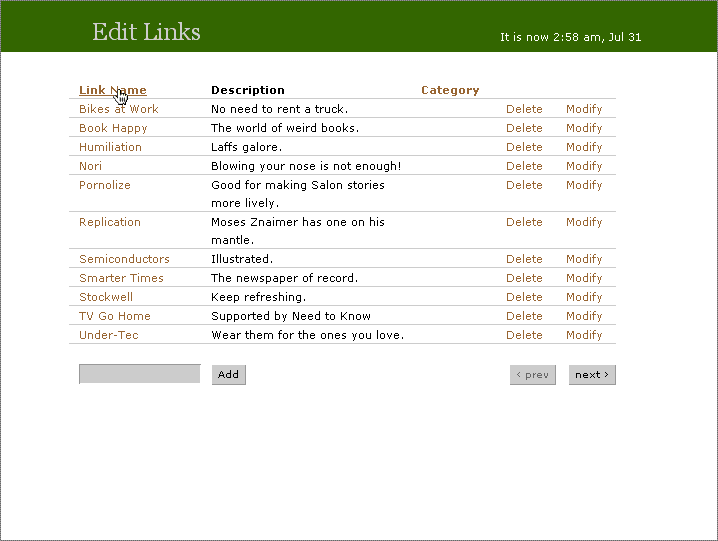 Edit Links
It is now 2:58 am, Jul 31
Link Name Description Category
Bikes at Work No need to rent a truck. Delete Modify
Book Happy The world of weird books. Delete Modify
Humiliation Laffs galore. Delete Modify
Nori Blowing your nose is not enough! Delete Modify
Pornolize Good for making Salon stories Delete Modify
more lively.
Replication Moses Znaimer has one on his Delete Modify
mantle.
Semiconductors Illustrated. Delete Modify
Smarter Times The newspaper of record. Delete Modify
Stockwell Keep refreshing. Delete Modify
TV Go Home Supported by Need to Know Delete Modify
Under-Tec Wear them for the ones you love. Delete Modify
Add ‹ prev next ›